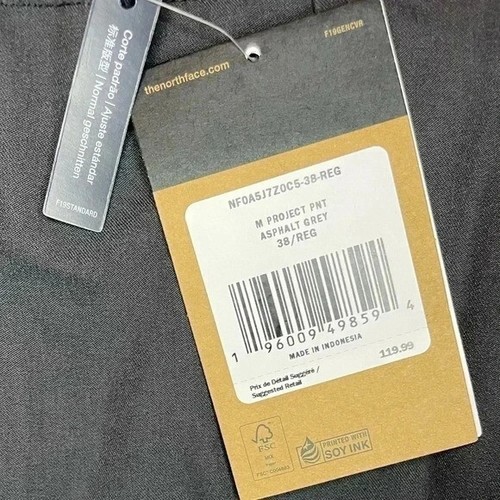 F19GENCVR
thenorthface.com
Corte padrão | Ajuste estándar
标准版型 | Normal geschnitten
F19STANDARD
NF0A5J7Z0C5-38-REG
M PROJECT PNT
ASPHALT GREY
38/REG
1 96009 49859 4
MADE IN INDONESIA
119.99
Prix de Détail Suggéré /
Suggested Retail
FSC
MIX
PRINTED WITH
SOY INK